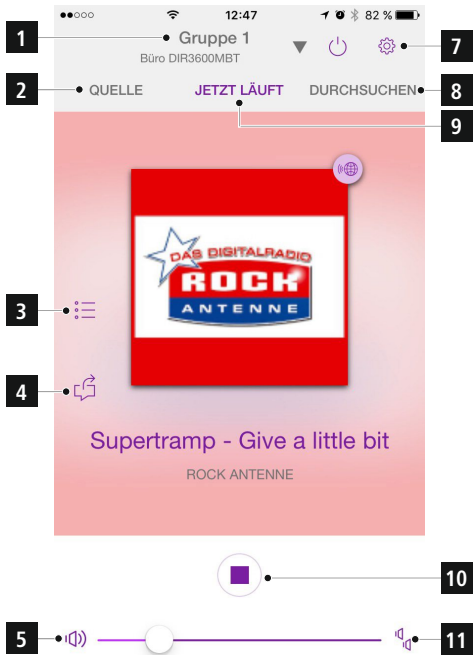 12:47 82 %
1 Gruppe 1 7
Büro DIR3600MBT
2 QUELLE JETZT LÄUFT DURCHSUCHEN 8
9
DAS DIGITALRADIO
ROCK
ANTENNE
3
4
Supertramp - Give a little bit
ROCK ANTENNE
10
5 11